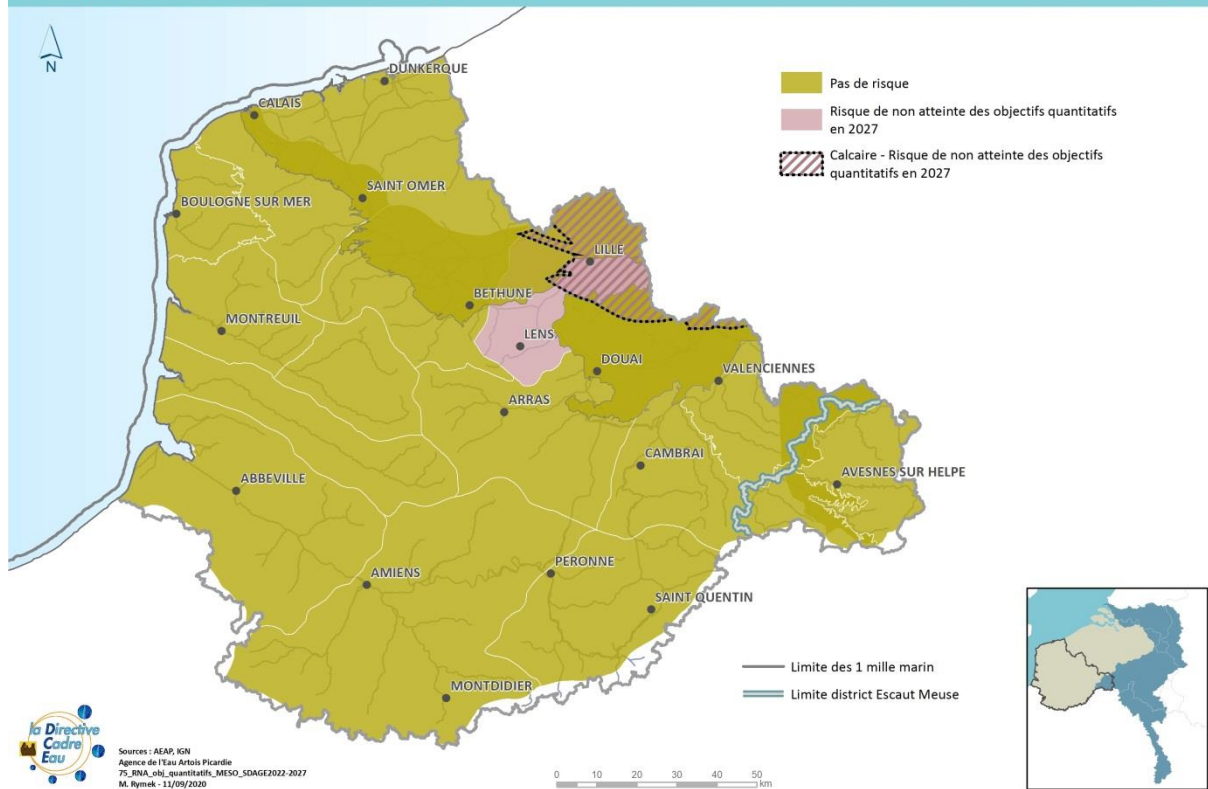 N
DUNKERQUE
CALAIS
SAINT OMER
BOULOGNE SUR MER
LILLE
BETHUNE
MONTREUIL
LENS
DOUAI
VALENCIENNES
ARRAS
CAMBRAI
AVESNES SUR HELPE
ABBEVILLE
AMIENS
PERONNE
SAINT QUENTIN
MONTDIDIER
Pas de risque
Risque de non atteinte des objectifs quantitatifs
en 2027
Calcaire - Risque de non atteinte des objectifs
quantitatifs en 2027
Limite des 1 mille marin
Limite district Escaut Meuse
la Directive
Cadre
Eau
Sources : AEAP, IGN
Agence de l'Eau Artois Picardie
75_RNA_obj_quantitatifs_MESO_SDAGE2022-2027
M. Rymek - 11/09/2020
0 10 20 30 40 50
km